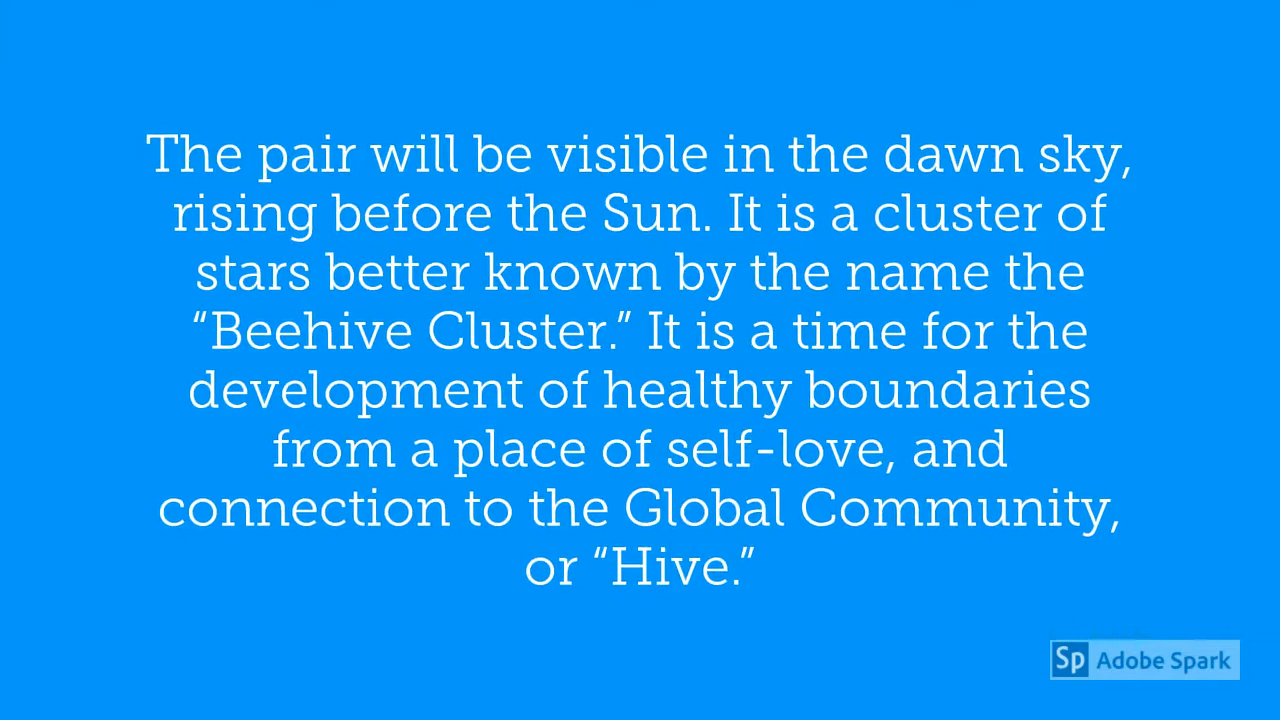 The pair will be visible in the dawn sky,
rising before the Sun. It is a cluster of
stars better known by the name the
“Beehive Cluster.” It is a time for the
development of healthy boundaries
from a place of self-love, and
connection to the Global Community,
or “Hive.”
Sp Adobe Spark